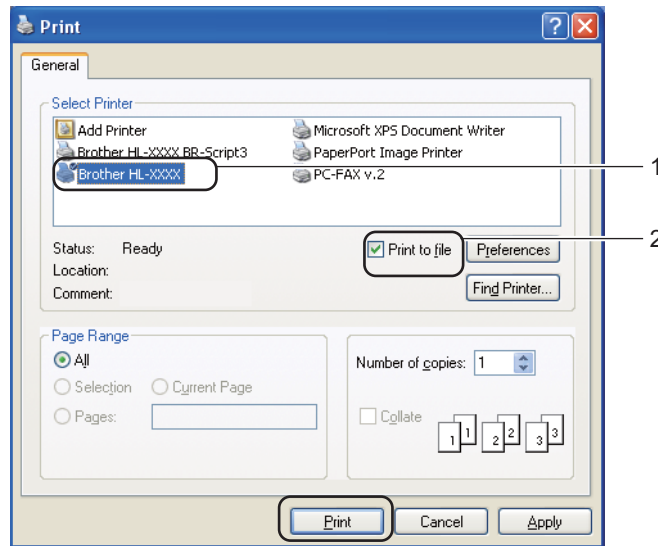 Print
General
Select Printer
Add Printer Microsoft XPS Document Writer
Brother HL-XXXX BR-Script3 PaperPort Image Printer
Brother HL-XXXX PC-FAX v.2
1
Status: Ready Print to file Preferences
2
Location:
Comment: Find Printer...
Page Range
All Number of copies: 1
Selection Current Page
Pages: Collate
1 1 2 2 3 3
Print Cancel Apply